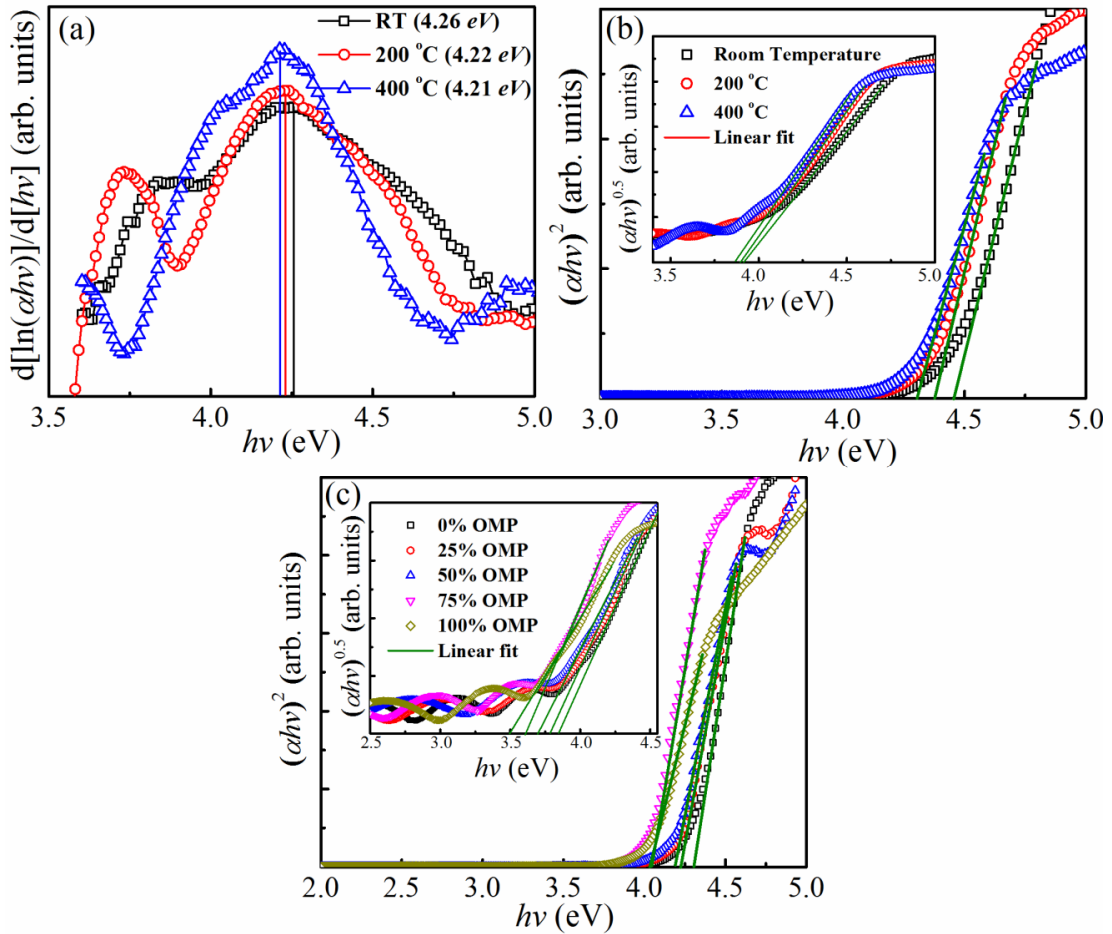 (a)
RT (4.26 eV)
200 °C (4.22 eV)
400 °C (4.21 eV)
d[ln(αhν)]/d[hν] (arb. units)
3.5 4.0 4.5 5.0
hν (eV)
(b)
Room Temperature
200 °C
400 °C
Linear fit
(αhν)^0.5 (arb. units)
3.5 4.0 4.5 5.0
hν (eV)
(αhν)^2 (arb. units)
3.0 3.5 4.0 4.5 5.0
hν (eV)
(c)
0% OMP
25% OMP
50% OMP
75% OMP
100% OMP
Linear fit
(αhν)^0.5 (arb. units)
2.5 3.0 3.5 4.0 4.5
hν (eV)
(αhν)^2 (arb. units)
2.0 2.5 3.0 3.5 4.0 4.5 5.0
hν (eV)